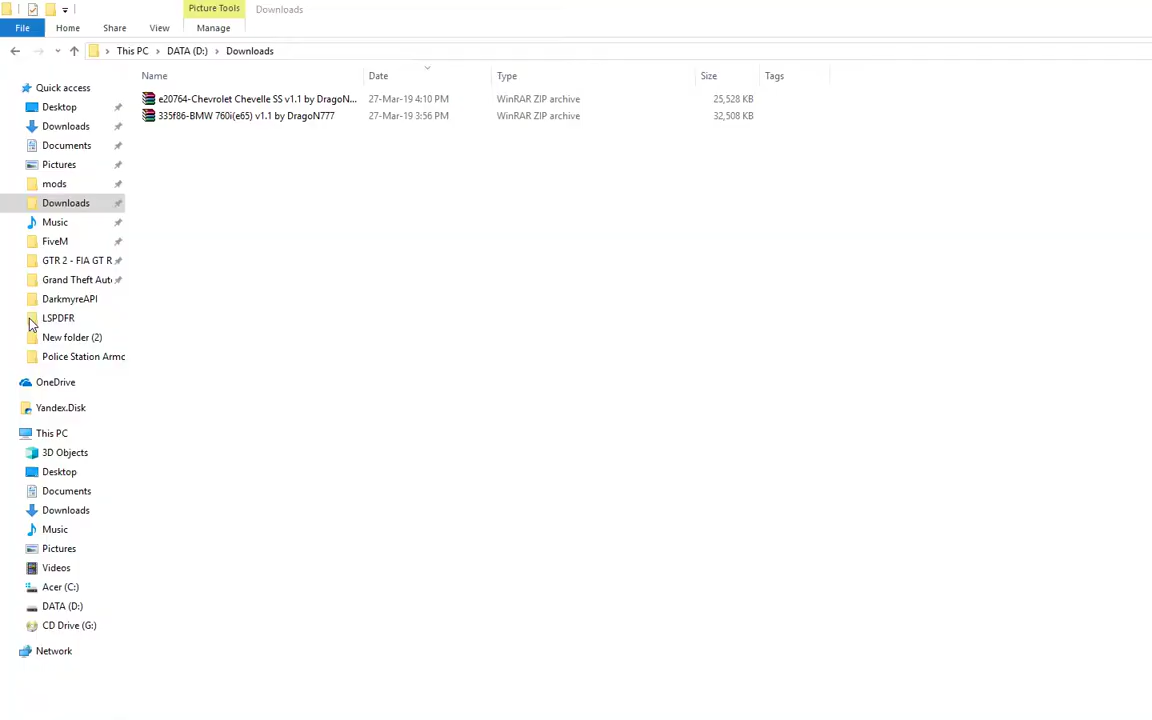 Picture Tools
Downloads
File
Home
Share
View
Manage
This PC
DATA (D:)
Downloads
Name
Date
Type
Size
Tags
e20764-Chevrolet Chevelle SS v1.1 by DragoN...
27-Mar-19 4:10 PM
WinRAR ZIP archive
25,528 KB
335f86-BMW 760i(e65) v1.1 by DragoN777
27-Mar-19 3:56 PM
WinRAR ZIP archive
32,508 KB
Quick access
Desktop
Downloads
Documents
Pictures
mods
Downloads
Music
FiveM
GTR 2 - FIA GT R
Grand Theft Aut
DarkmyreAPI
LSPDFR
New folder (2)
Police Station Armo
OneDrive
Yandex.Disk
This PC
3D Objects
Desktop
Documents
Downloads
Music
Pictures
Videos
Acer (C:)
DATA (D:)
CD Drive (G:)
Network